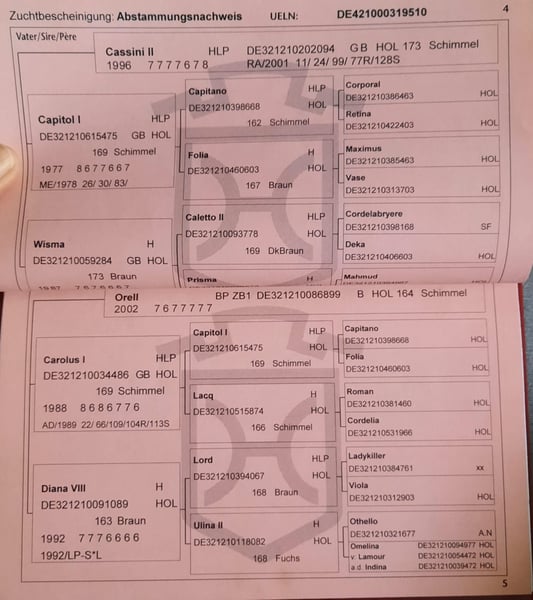 Zuchtbescheinigung: Abstammungsnachweis UELN: DE421000319510 4
Vater/Sire/Père
Cassini II HLP DE321210202094 GB HOL 173 Schimmel
1996 7777678 RA/2001 11/ 24/ 99/ 77R/128S
Capitol I HLP
DE321210615475 GB HOL
169 Schimmel
1977 8677667
ME/1978 26/ 30/ 83/
Wisma H
DE321210059284 GB HOL
173 Braun
Capitano HLP
DE321210398668 HOL
162 Schimmel
Folia H
DE321210460603 HOL
167 Braun
Caletto II HLP
DE321210093778 HOL
169 DkBraun
Prisma H
Corporal
DE321210386463 HOL
Retina
DE321210422403 HOL
Maximus
DE321210385463 HOL
Vase
DE321210313703 HOL
Cordelabryere
DE321210398168 SF
Deka
DE321210406603 HOL
Mahmud
Orell BP ZB1 DE321210086899 B HOL 164 Schimmel
2002 7677777
Carolus I HLP
DE321210034486 GB HOL
169 Schimmel
1988 8686776
AD/1989 22/ 66/109/104R/113S
Diana VIII H
DE321210091089 HOL
163 Braun
1992 7776666
1992/LP-S*L
Capitol I HLP
DE321210615475 HOL
169 Schimmel
Lacq H
DE321210515874 HOL
166 Schimmel
Lord HLP
DE321210394067 HOL
168 Braun
Ulina II H
DE321210118082 HOL
168 Fuchs
Capitano
DE321210398668 HOL
Folia
DE321210460603 HOL
Roman
DE321210381460 HOL
Cordelia
DE321210531966 HOL
Ladykiller
DE321210384761 xx
Viola
DE321210312903 HOL
Othello
DE321210321677 A.N
Omelina DE321210094977 HOL
v. Lamour DE321210054472 HOL
a.d. Indina DE321210039472 HOL
5